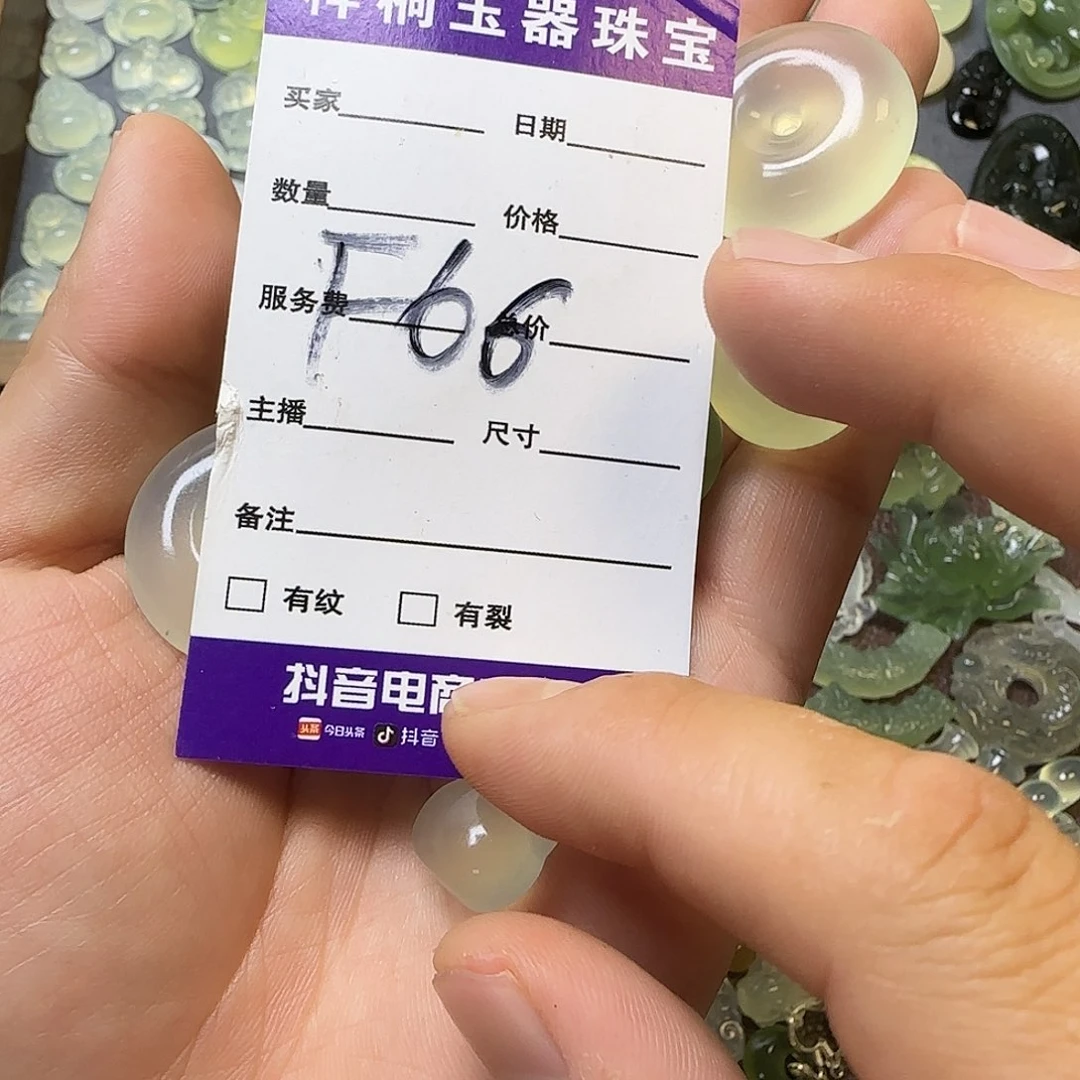 玉器珠宝
买家 日期
数量 价格
F66
服务费 总价
主播 尺寸
备注
有纹 有裂
抖音电商
头条 今日头条 抖音